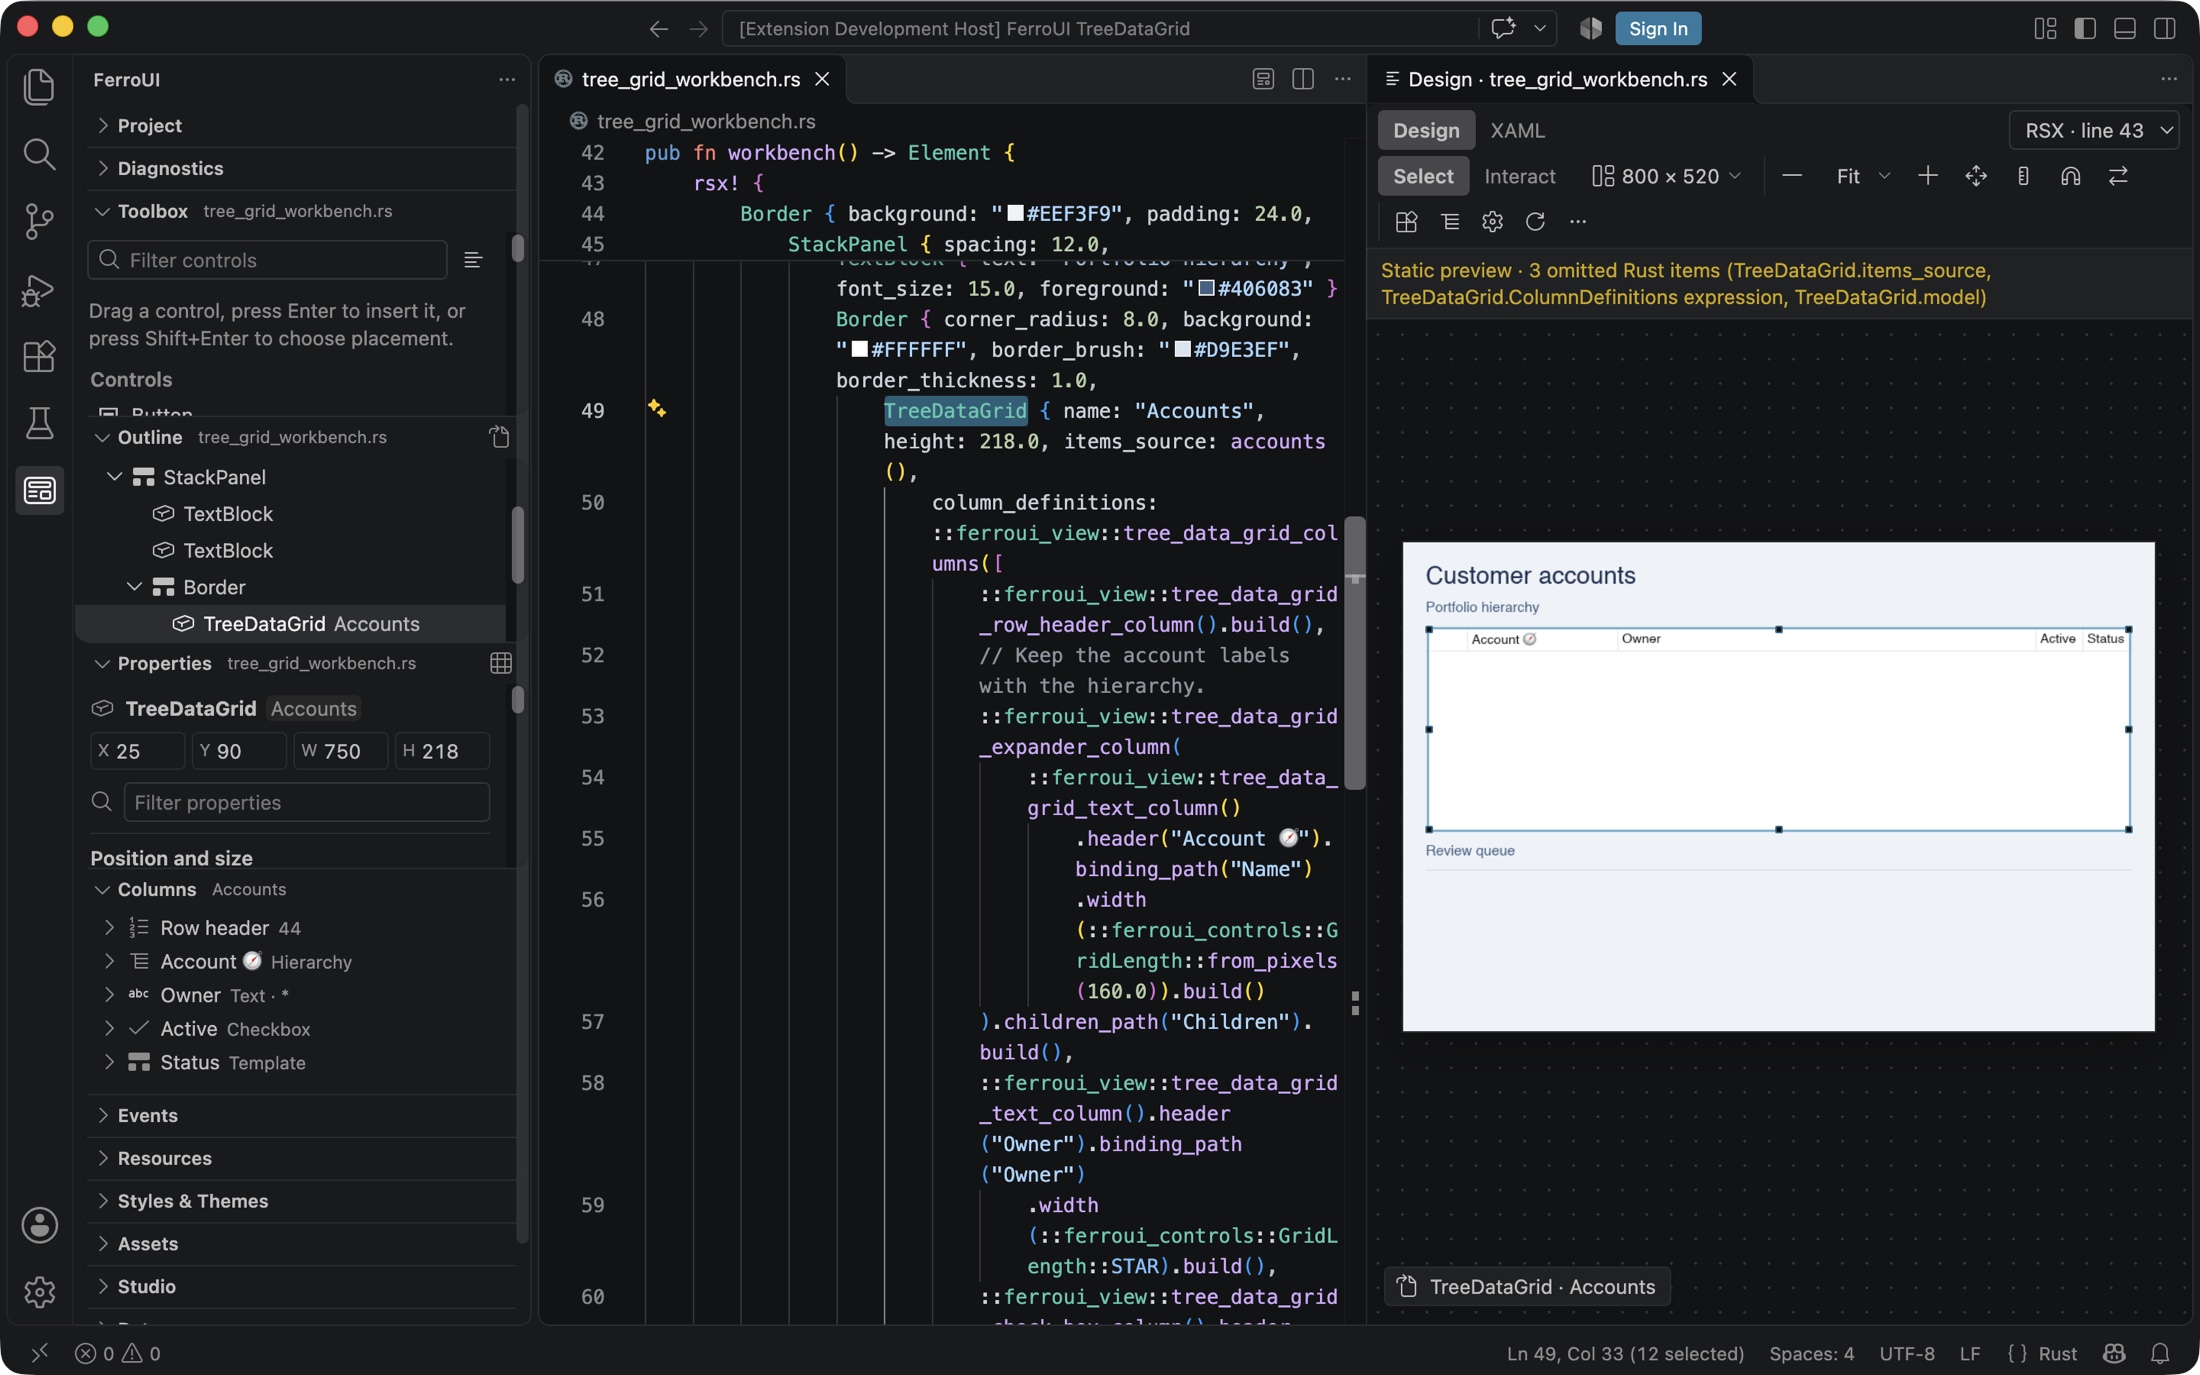 [Extension Development Host] FerroUI TreeDataGrid
Sign In
FerroUI
Project
Diagnostics
Toolbox tree_grid_workbench.rs
Filter controls
Drag a control, press Enter to insert it, or
press Shift+Enter to choose placement.
Controls
Button
Outline tree_grid_workbench.rs
StackPanel
TextBlock
TextBlock
Border
TreeDataGrid Accounts
Properties tree_grid_workbench.rs
TreeDataGrid Accounts
X 25 Y 90 W 750 H 218
Filter properties
Position and size
Columns Accounts
Row header 44
Account 🧭 Hierarchy
abc Owner Text · *
Active Checkbox
Status Template
Events
Resources
Styles & Themes
Assets
Studio
tree_grid_workbench.rs
tree_grid_workbench.rs
42 pub fn workbench() -> Element {
43 rsx! {
44 Border { background: "#EEF3F9", padding: 24.0,
45 StackPanel { spacing: 12.0,
47 TextBlock { text: "Portfolio hierarchy",
font_size: 15.0, foreground: "#406083" }
48 Border { corner_radius: 8.0, background:
"#FFFFFF", border_brush: "#D9E3EF",
border_thickness: 1.0,
49 TreeDataGrid { name: "Accounts",
height: 218.0, items_source: accounts
(),
50 column_definitions:
::ferroui_view::tree_data_grid_col
umns([
51 ::ferroui_view::tree_data_grid
_row_header_column().build(),
52 // Keep the account labels
with the hierarchy.
53 ::ferroui_view::tree_data_grid
_expander_column(
54 ::ferroui_view::tree_data_
grid_text_column()
55 .header("Account 🧭").
binding_path("Name")
56 .width
(::ferroui_controls::G
ridLength::from_pixels
(160.0)).build()
57 ).children_path("Children").
build(),
58 ::ferroui_view::tree_data_grid
_text_column().header
("Owner").binding_path
("Owner")
59 .width
(::ferroui_controls::GridL
ength::STAR).build(),
60 ::ferroui_view::tree_data_grid
_check_box_column().header
Design · tree_grid_workbench.rs
Design XAML RSX · line 43
Select Interact 800 × 520 Fit
Static preview · 3 omitted Rust items (TreeDataGrid.items_source,
TreeDataGrid.ColumnDefinitions expression, TreeDataGrid.model)
Customer accounts
Portfolio hierarchy
Account 🧭 Owner Active Status
Review queue
TreeDataGrid · Accounts
0 0
Ln 49, Col 33 (12 selected) Spaces: 4 UTF-8 LF { } Rust